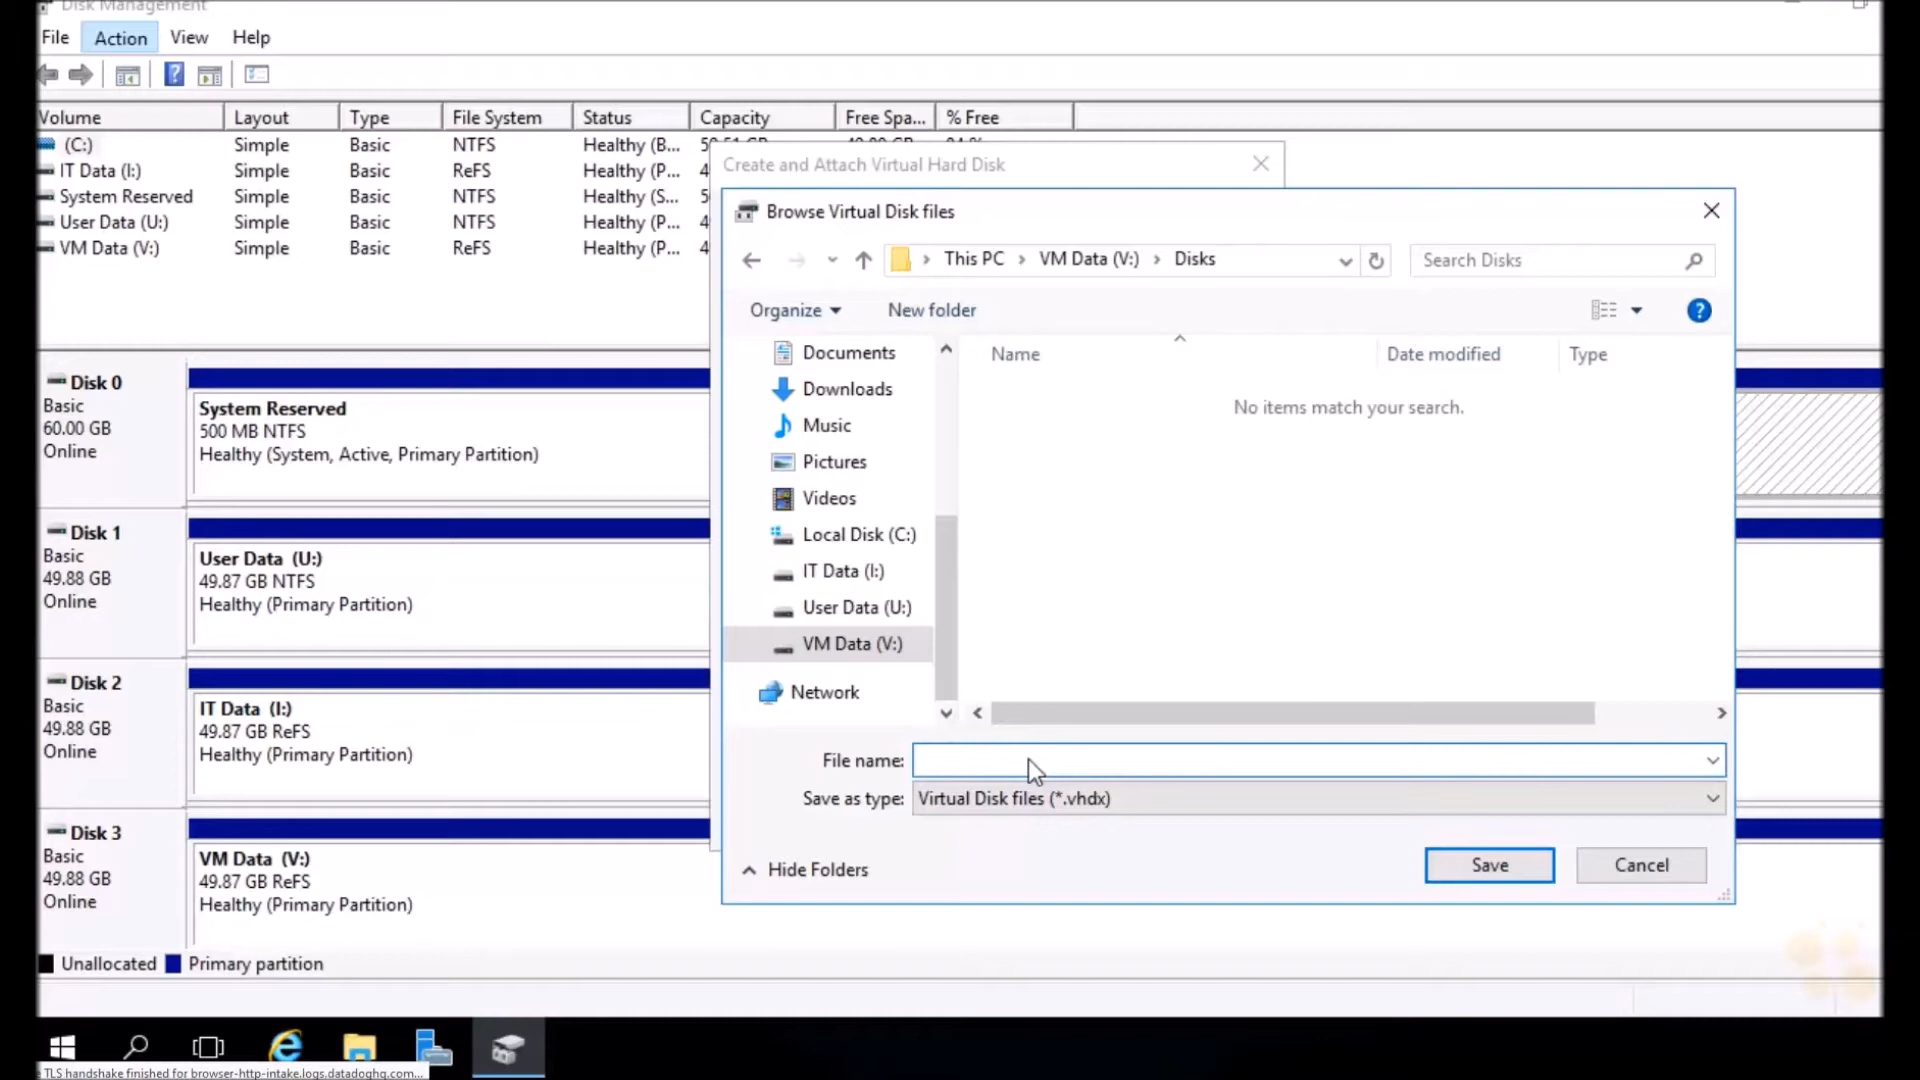 Disk Management
File Action View Help
Volume Layout Type File System Status Capacity Free Spa... % Free
(C:) Simple Basic NTFS Healthy (B...
IT Data (I:) Simple Basic ReFS Healthy (P... 4
System Reserved Simple Basic NTFS Healthy (S... 5
User Data (U:) Simple Basic NTFS Healthy (P... 4
VM Data (V:) Simple Basic ReFS Healthy (P... 4
Create and Attach Virtual Hard Disk
Browse Virtual Disk files
This PC > VM Data (V:) > Disks
Search Disks
Organize New folder
Documents
Downloads
Music
Pictures
Videos
Local Disk (C:)
IT Data (I:)
User Data (U:)
VM Data (V:)
Network
Name Date modified Type
No items match your search.
File name:
Save as type: Virtual Disk files (*.vhdx)
Hide Folders
Save Cancel
Disk 0
Basic
60.00 GB
Online
System Reserved
500 MB NTFS
Healthy (System, Active, Primary Partition)
Disk 1
Basic
49.88 GB
Online
User Data (U:)
49.87 GB NTFS
Healthy (Primary Partition)
Disk 2
Basic
49.88 GB
Online
IT Data (I:)
49.87 GB ReFS
Healthy (Primary Partition)
Disk 3
Basic
49.88 GB
Online
VM Data (V:)
49.87 GB ReFS
Healthy (Primary Partition)
Unallocated Primary partition
TLS handshake finished for browser-http-intake.logs.datadoghq.com...